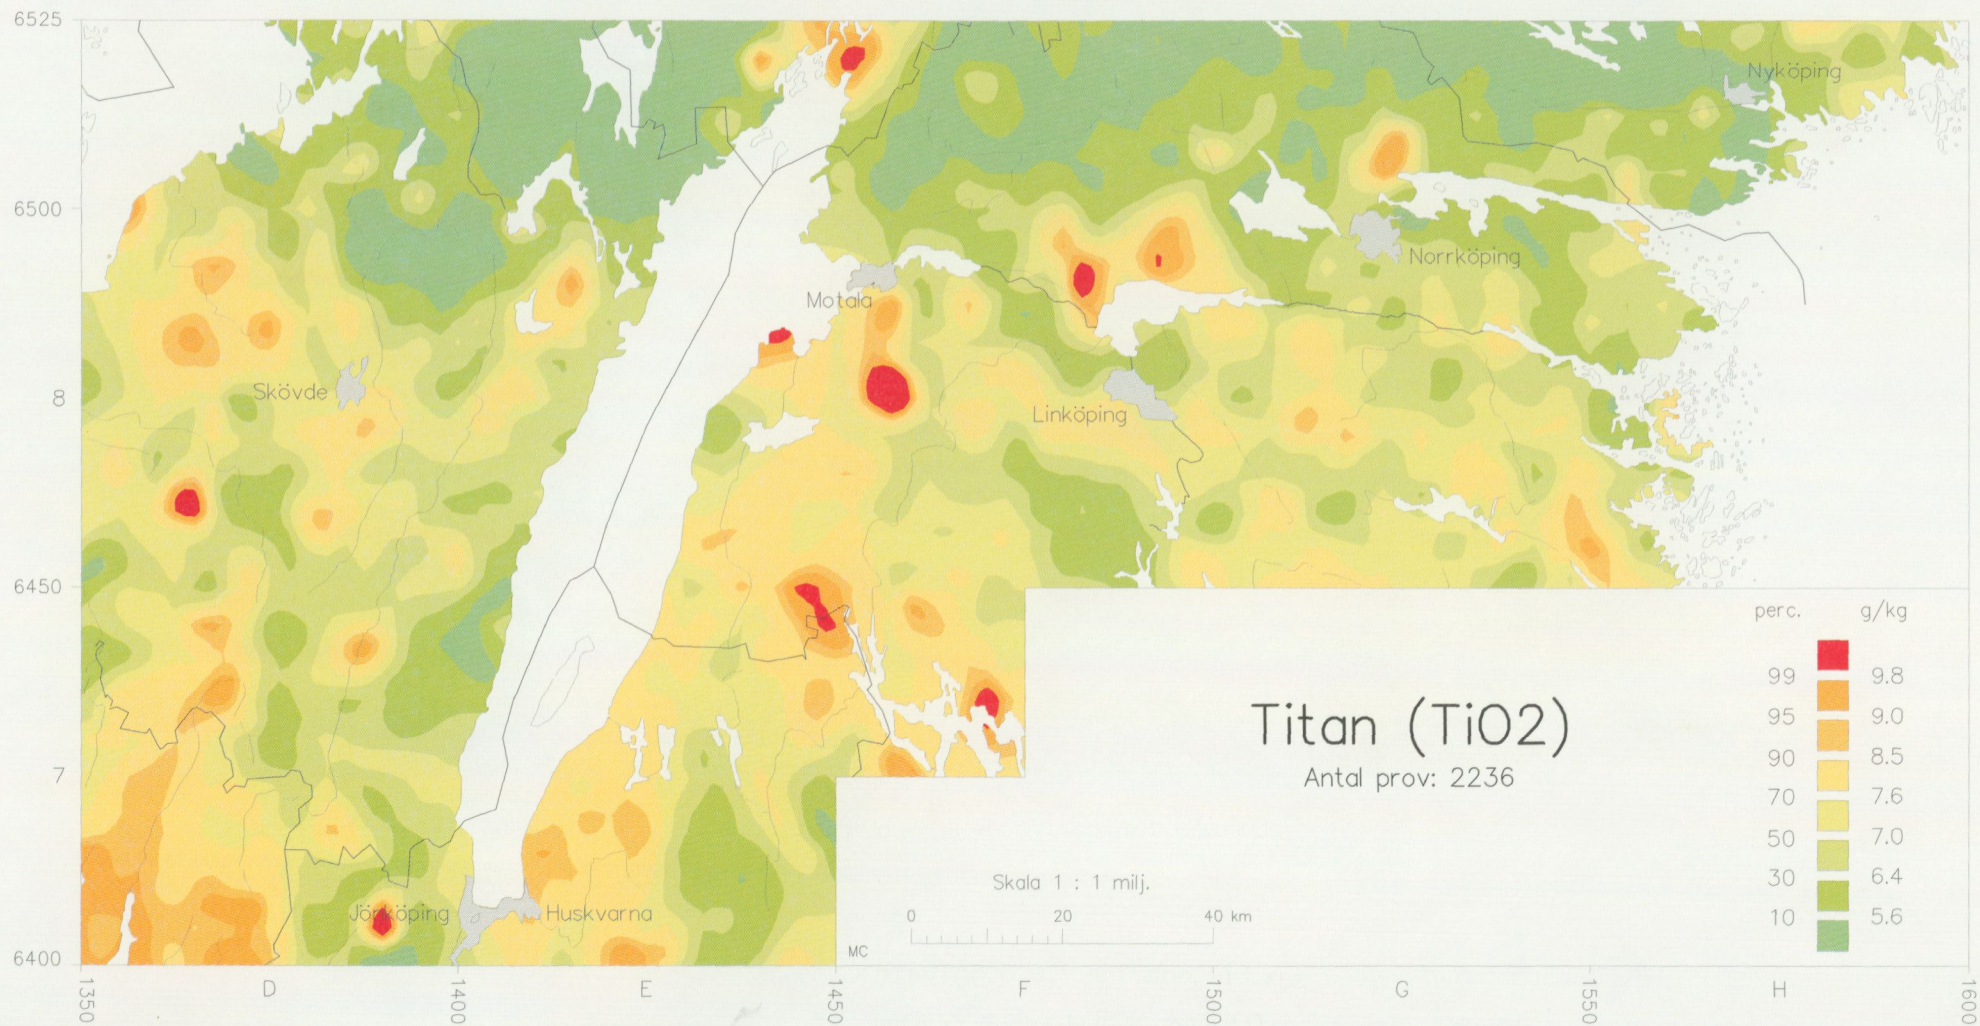 6525
Nyköping
6500
Norrköping
Motala
Skövde
8
Linköping
6450
perc. g/kg
99 9.8
95 9.0
90 8.5
70 7.6
50 7.0
30 6.4
10 5.6
Titan (TiO2)
Antal prov: 2236
7
Skala 1 : 1 milj.
0 20 40 km
Jönköping
Huskvarna
MC
6400
1350 D 1400 E 1450 F 1500 G 1550 H 1600